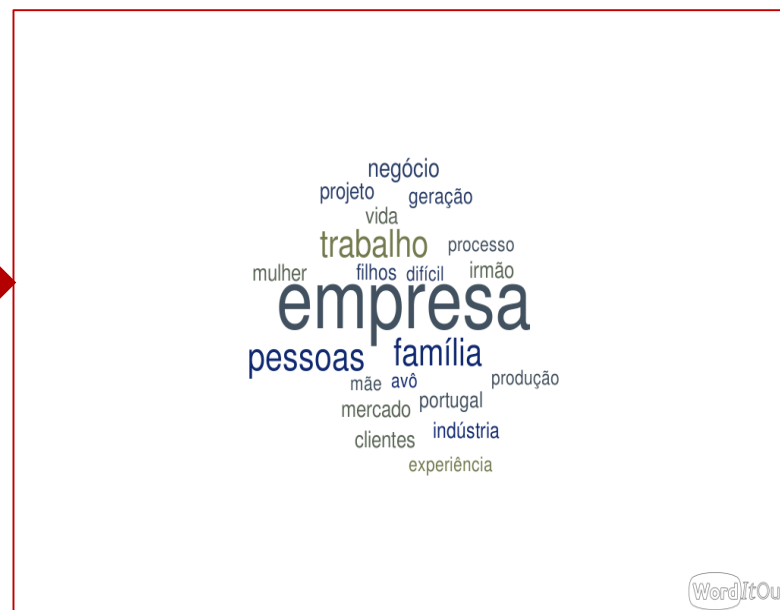 negócio
projeto geração
vida
trabalho processo
mulher filhos difícil irmão
empresa
pessoas família
mãe avô produção
mercado portugal
clientes indústria
experiência
WordItOu